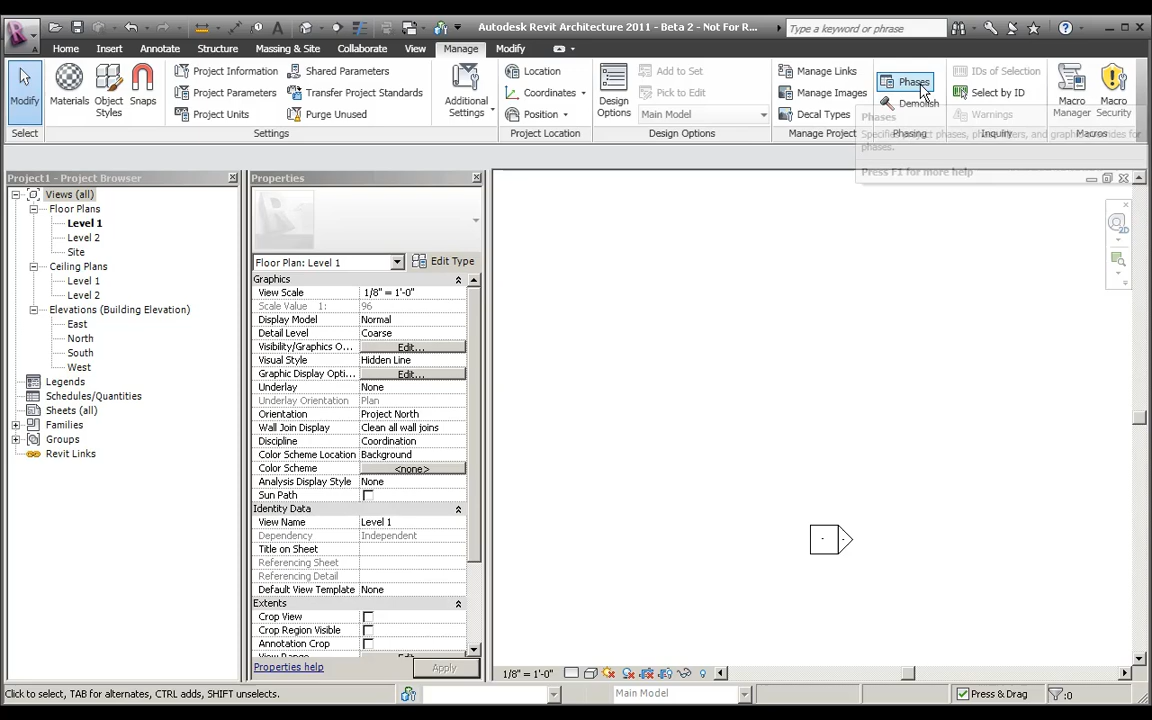 Autodesk Revit Architecture 2011 - Beta 2 - Not For R...
Type a keyword or phrase
Home Insert Annotate Structure Massing & Site Collaborate View Manage Modify
Modify
Materials
Object Styles
Snaps
Project Information
Project Parameters
Project Units
Shared Parameters
Transfer Project Standards
Purge Unused
Additional Settings
Location
Coordinates
Position
Design Options
Add to Set
Pick to Edit
Main Model
Manage Links
Manage Images
Decal Types
Phases
Demolish
IDs of Selection
Select by ID
Warnings
Macro Manager
Macro Security
Select Settings Project Location Design Options Manage Project Phasing Inquiry Macros
Phases
phases.
Press F1 for more help
Project1 - Project Browser
Views (all)
Floor Plans
Level 1
Level 2
Site
Ceiling Plans
Level 1
Level 2
Elevations (Building Elevation)
East
North
South
West
Legends
Schedules/Quantities
Sheets (all)
Families
Groups
Revit Links
Properties
Floor Plan: Level 1
Edit Type
Graphics
View Scale 1/8" = 1'-0"
Scale Value 1: 96
Display Model Normal
Detail Level Coarse
Visibility/Graphics O... Edit...
Visual Style Hidden Line
Graphic Display Opti... Edit...
Underlay None
Underlay Orientation Plan
Orientation Project North
Wall Join Display Clean all wall joins
Discipline Coordination
Color Scheme Location Background
Color Scheme <none>
Analysis Display Style None
Sun Path
Identity Data
View Name Level 1
Dependency Independent
Title on Sheet
Referencing Sheet
Referencing Detail
Default View Template None
Extents
Crop View
Crop Region Visible
Annotation Crop
Properties help
Apply
2D
1/8" = 1'-0"
Click to select, TAB for alternates, CTRL adds, SHIFT unselects.
Main Model
Press & Drag
:0